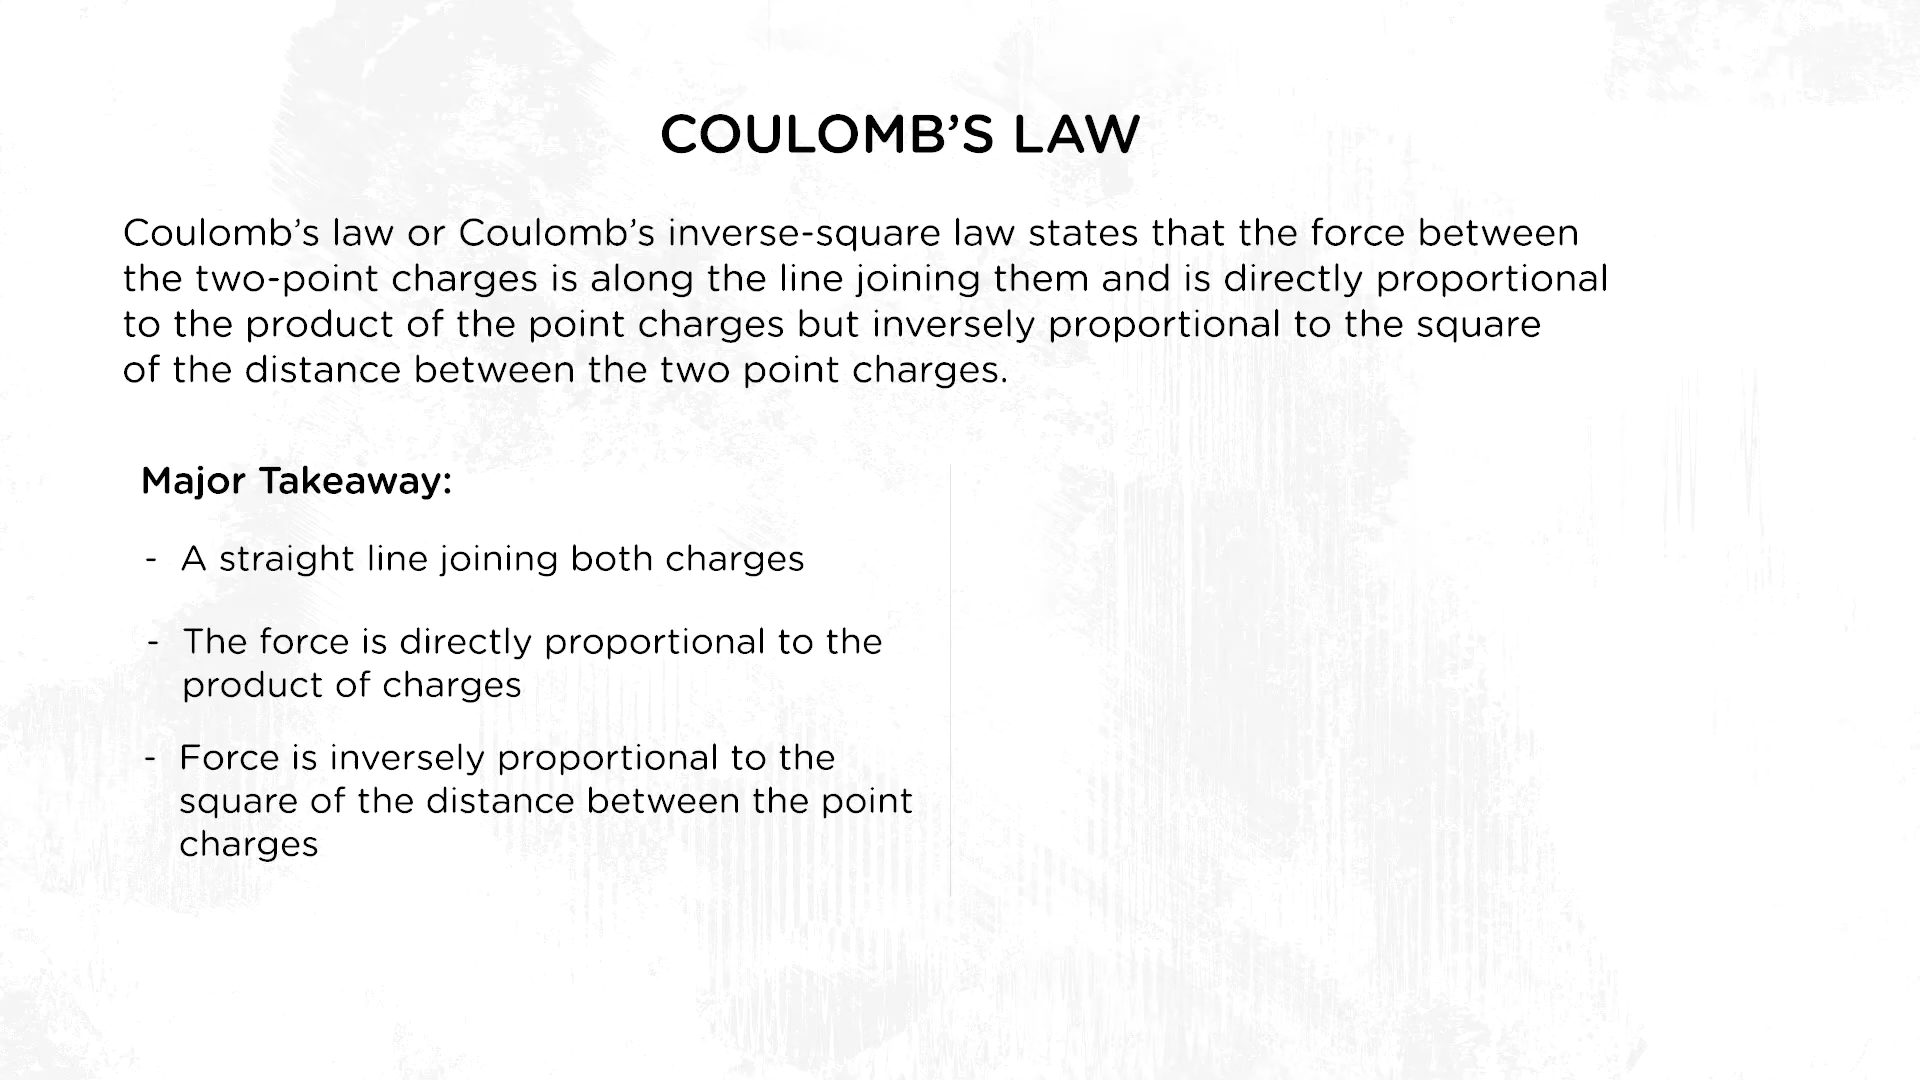 COULOMB’S LAW
Coulomb’s law or Coulomb’s inverse-square law states that the force between
the two-point charges is along the line joining them and is directly proportional
to the product of the point charges but inversely proportional to the square
of the distance between the two point charges.
Major Takeaway:
- A straight line joining both charges
- The force is directly proportional to the
product of charges
- Force is inversely proportional to the
square of the distance between the point
charges